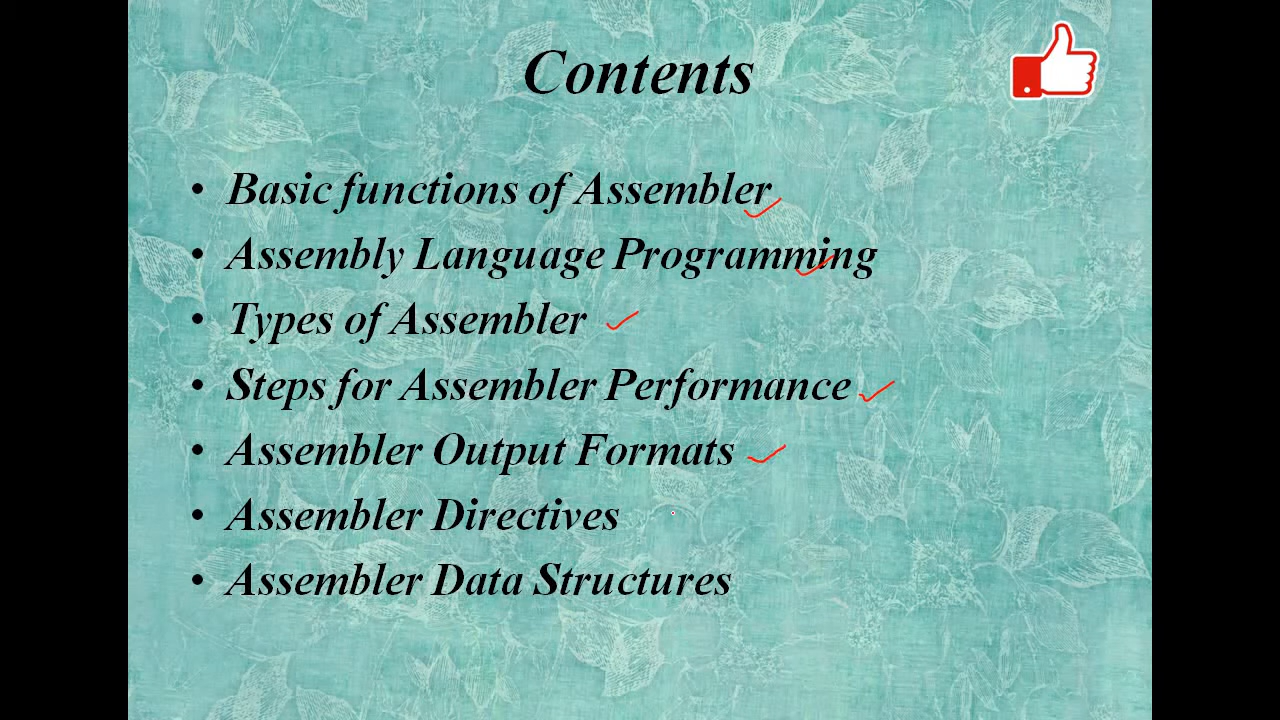 Contents
• Basic functions of Assembler
• Assembly Language Programming
• Types of Assembler
• Steps for Assembler Performance
• Assembler Output Formats
• Assembler Directives
• Assembler Data Structures